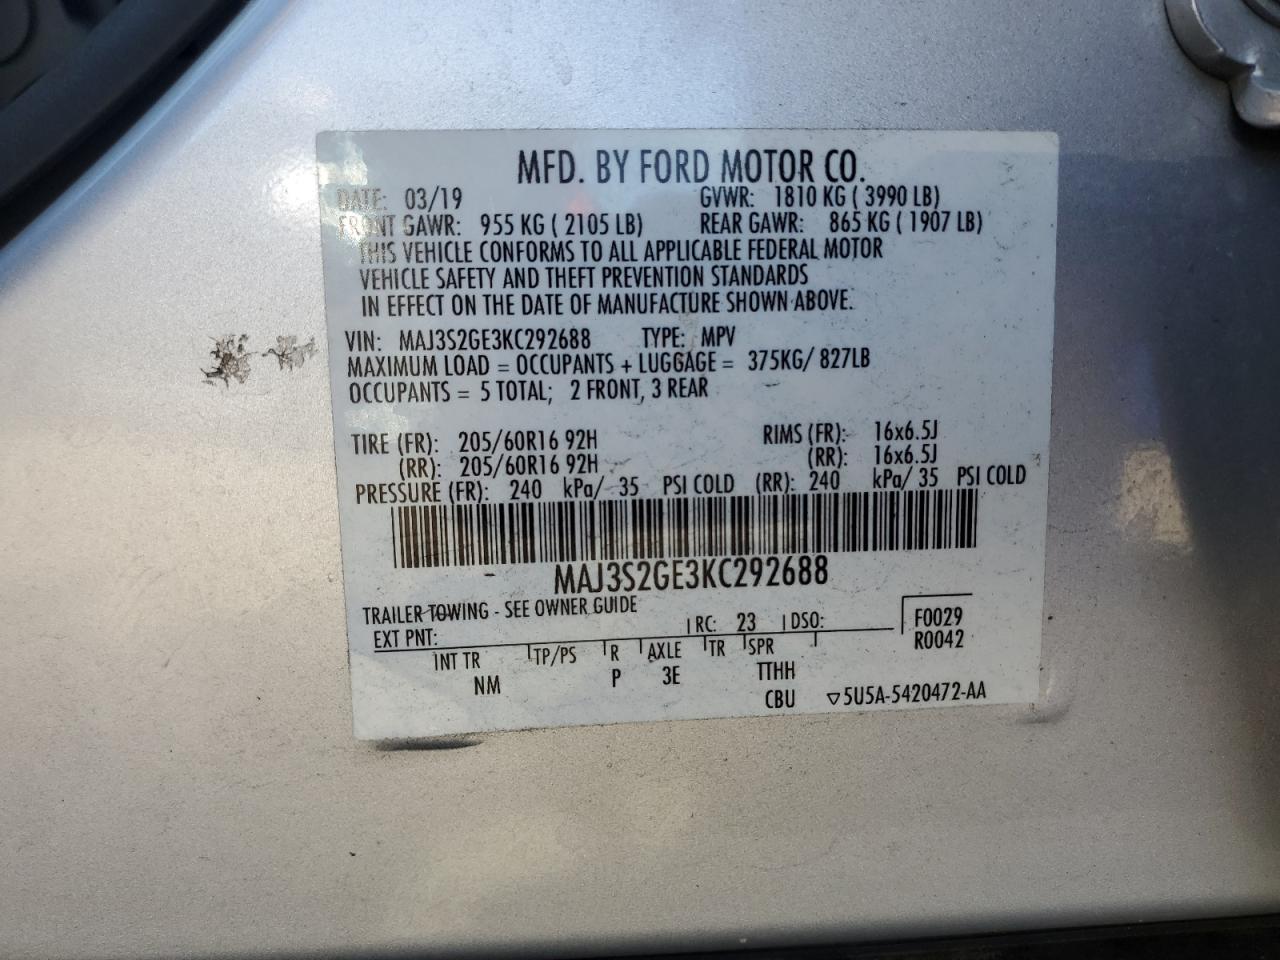 MFD. BY FORD MOTOR CO.
DATE: 03/19 GVWR: 1810 KG ( 3990 LB)
FRONT GAWR: 955 KG ( 2105 LB) REAR GAWR: 865 KG ( 1907 LB)
THIS VEHICLE CONFORMS TO ALL APPLICABLE FEDERAL MOTOR
VEHICLE SAFETY AND THEFT PREVENTION STANDARDS
IN EFFECT ON THE DATE OF MANUFACTURE SHOWN ABOVE.
VIN: MAJ3S2GE3KC292688 TYPE: MPV
MAXIMUM LOAD = OCCUPANTS + LUGGAGE = 375KG/ 827LB
OCCUPANTS = 5 TOTAL; 2 FRONT, 3 REAR
TIRE (FR): 205/60R16 92H RIMS (FR): 16x6.5J
(RR): 205/60R16 92H (RR): 16x6.5J
PRESSURE (FR): 240 kPa/ 35 PSI COLD (RR): 240 kPa/ 35 PSI COLD
MAJ3S2GE3KC292688
TRAILER TOWING - SEE OWNER GUIDE
EXT PNT: RC: 23 DSO: F0029
R0042
INT TR TP/PS R AXLE TR SPR
NM P 3E TTHH
CBU ▽5U5A-5420472-AA